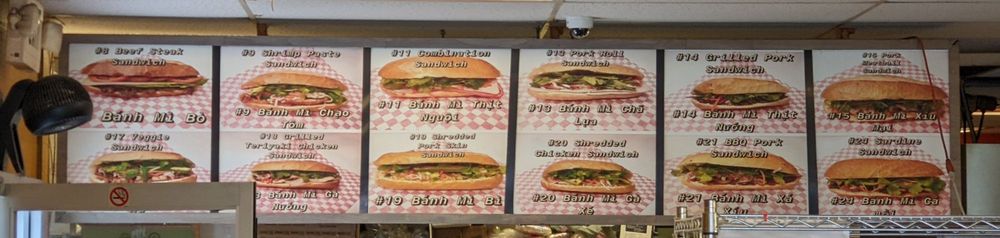 #8 Beef Steak
Sandwich
Bánh Mì Bò
#9 Shrimp Paste
Sandwich
#9 Bánh Mì Chạo
Tôm
#11 Combination
Sandwich
#11 Bánh Mì Thịt
Nguội
#13 Pork Roll
Sandwich
#13 Bánh Mì Chả
Lụa
#14 Grilled Pork
Sandwich
#14 Bánh Mì Thịt
Nướng
#15 Pork
Meatball
Sandwich
#15 Bánh Mì Xíu
Mại
#17 Veggie
Sandwich
#18 Grilled
Teriyaki Chicken
Sandwich
Bánh Mì Gà
Nướng
#19 Shredded
Pork Skin
Sandwich
#19 Bánh Mì Bì
#20 Shredded
Chicken Sandwich
#20 Bánh Mì Gà
Xé
#21 BBQ Pork
Sandwich
#21 Bánh Mì Xá
Xíu
#24 Sardine
Sandwich
#24 Bánh Mì Cá